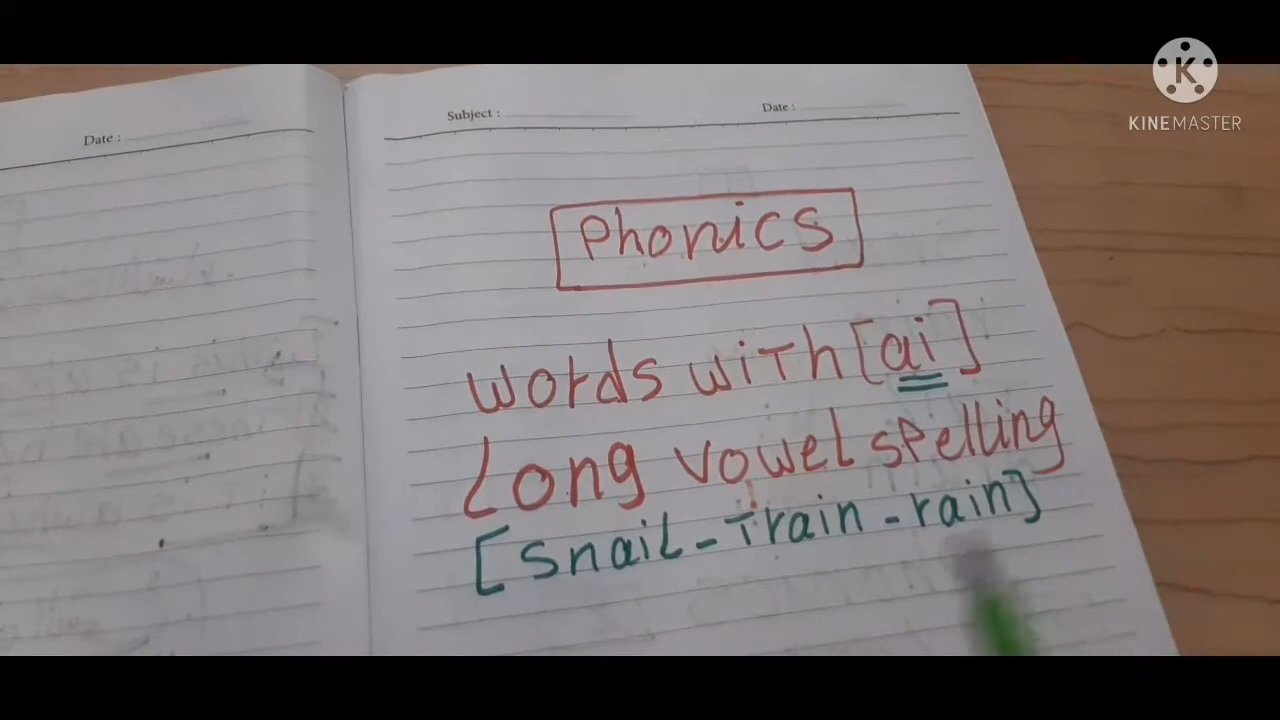 KINEMASTER
Date :
Subject :
Date :
Phonics
words with [ai]
Long vowel spelling
[Snail - Train - rain]